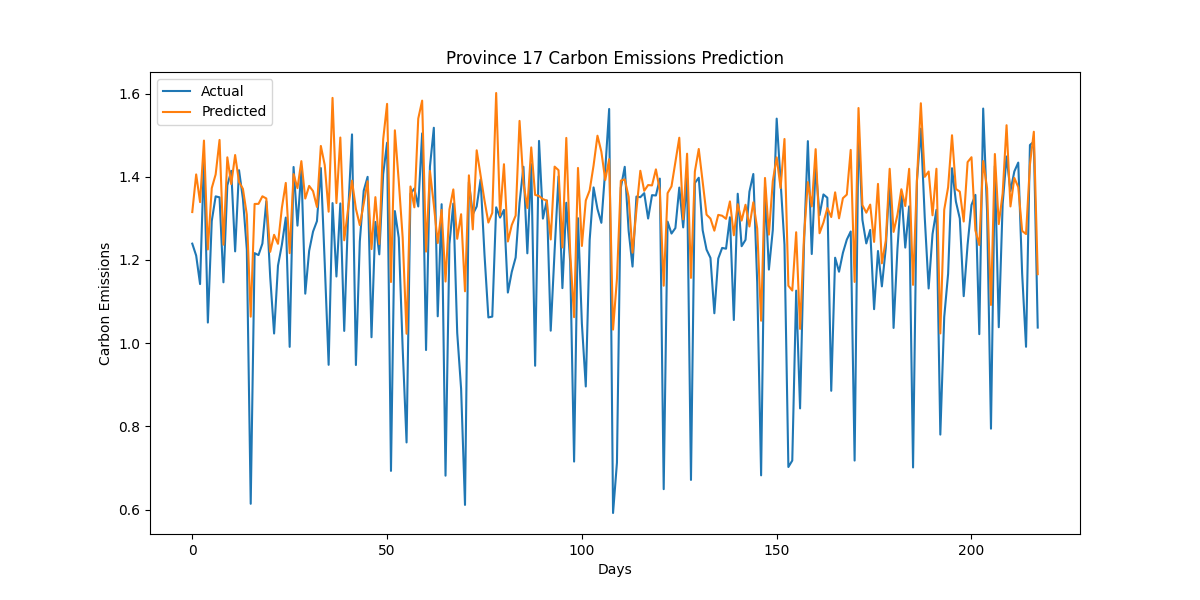 Province 17 Carbon Emissions Prediction
Actual
Predicted
1.6
1.4
1.2
1.0
0.8
0.6
Carbon Emissions
0 50 100 150 200
Days